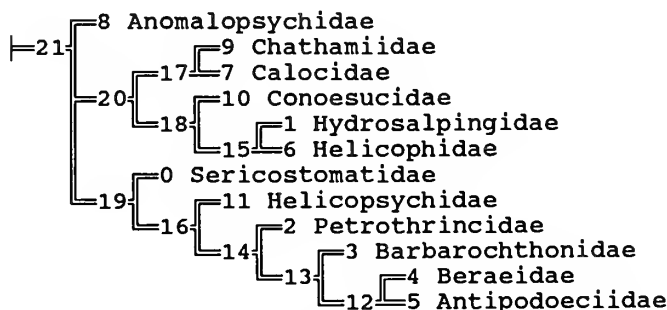 8 Anomalopsychidae
21
9 Chathamiidae
17
7 Calocidae
20
10 Conoesucidae
18
1 Hydrosalpingidae
15
6 Helicophidae
0 Sericostomatidae
19
11 Helicopsychidae
16
2 Petrothrincidae
14
3 Barbarochthonidae
13
4 Beraeidae
12
5 Antipodoeciidae